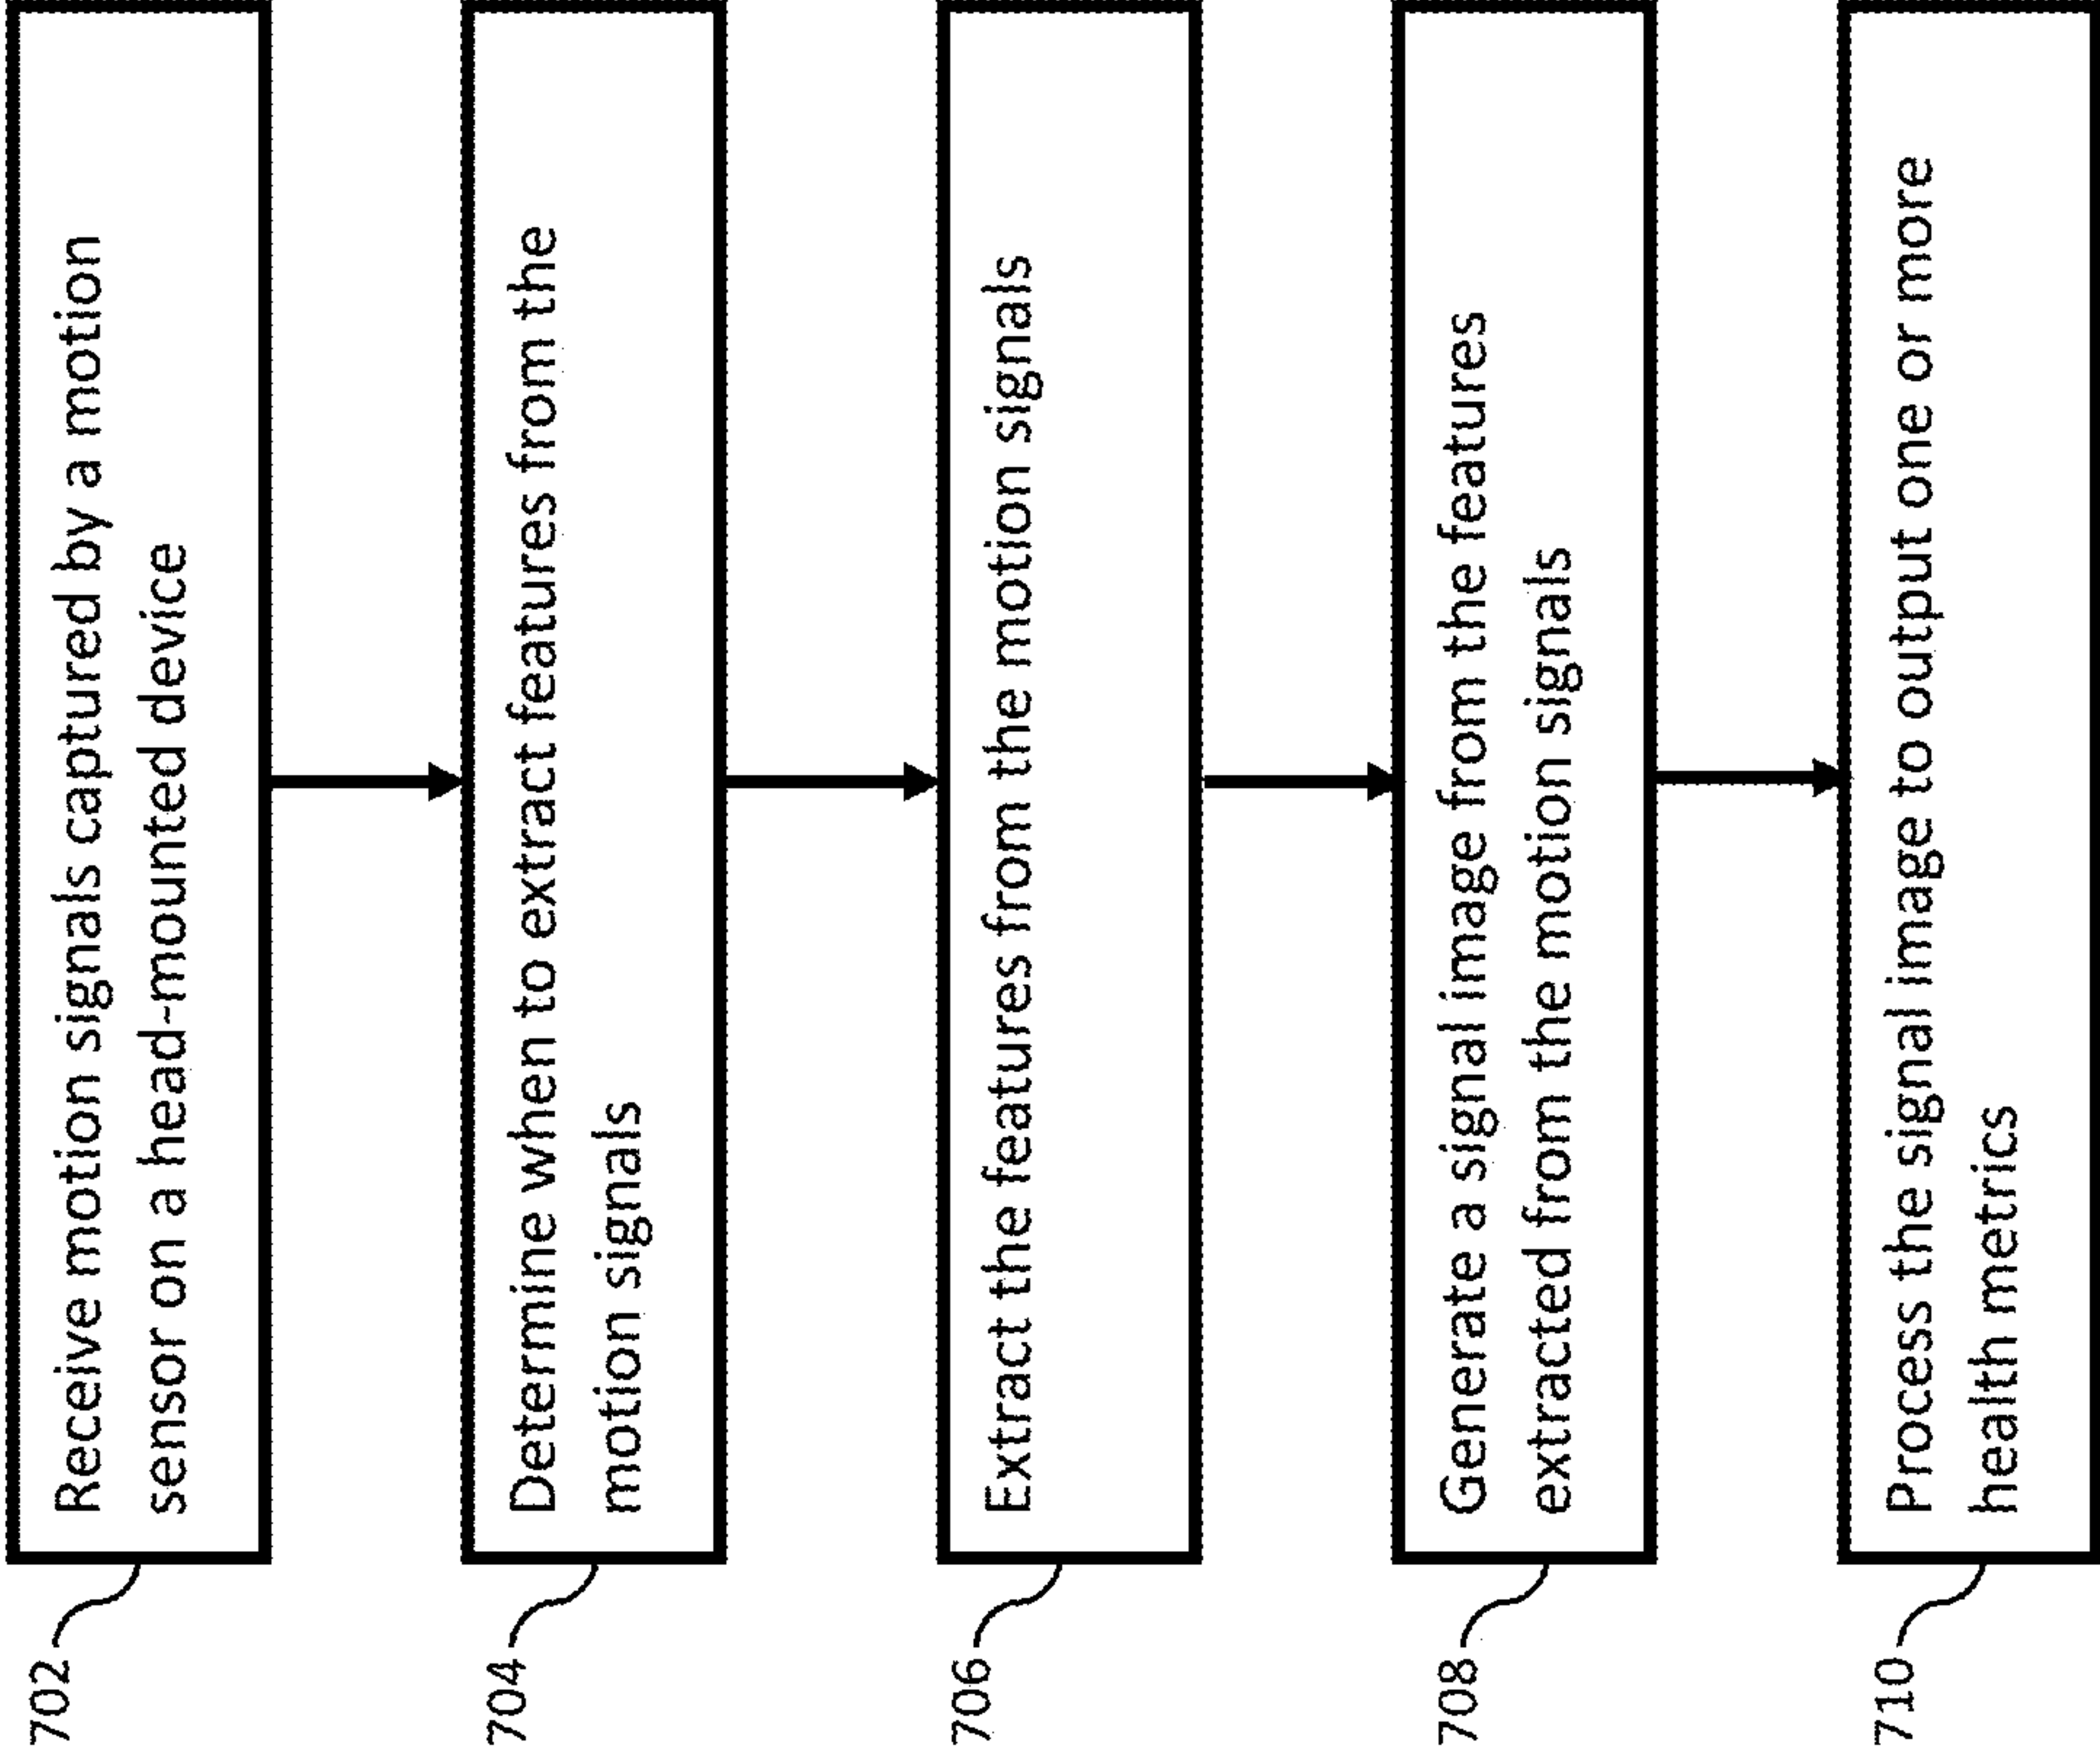 702
Receive motion signals captured by a motion
sensor on a head-mounted device
704
Determine when to extract features from the
motion signals
706
Extract the features from the motion signals
708
Generate a signal image from the features
extracted from the motion signals
710
Process the signal image to output one or more
health metrics